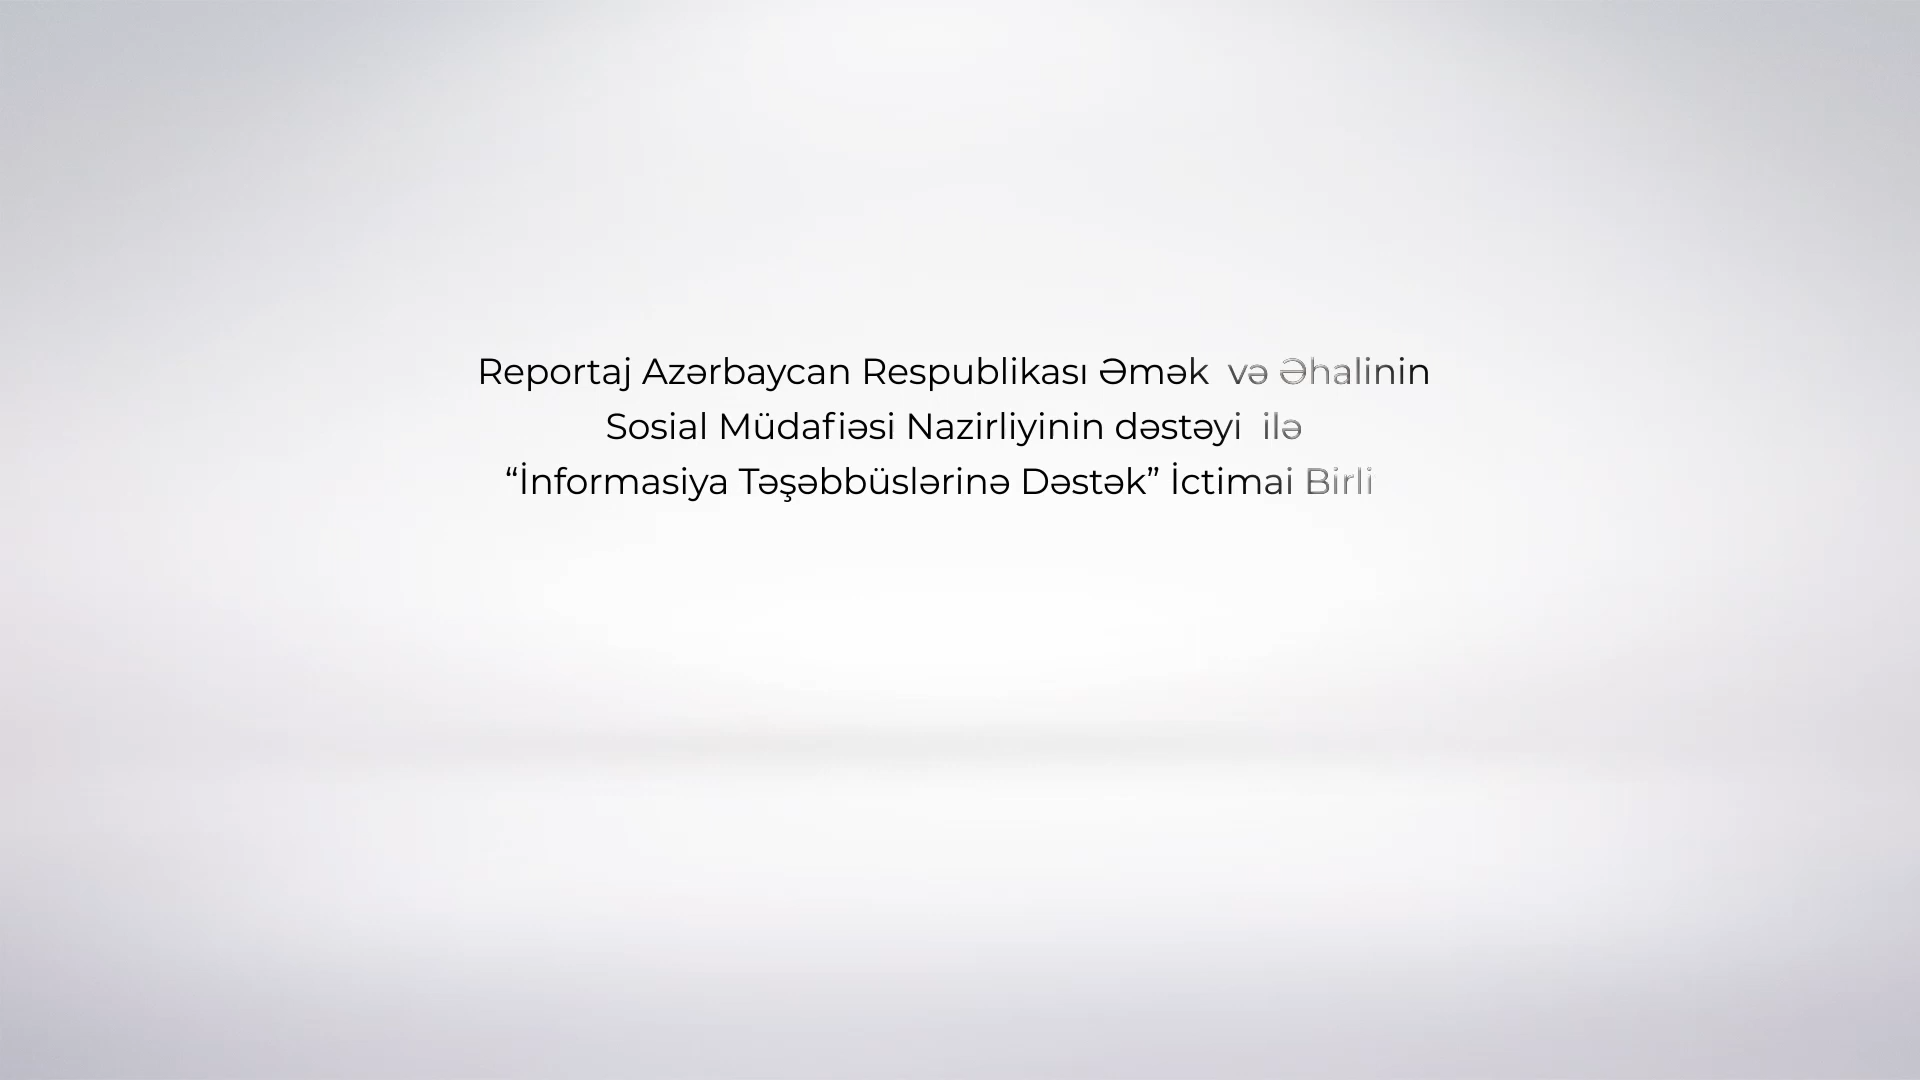 Reportaj Azərbaycan Respublikası Əmək və Əhalinin
Sosial Müdafiəsi Nazirliyinin dəstəyi ilə
“İnformasiya Təşəbbüslərinə Dəstək” İctimai Birli